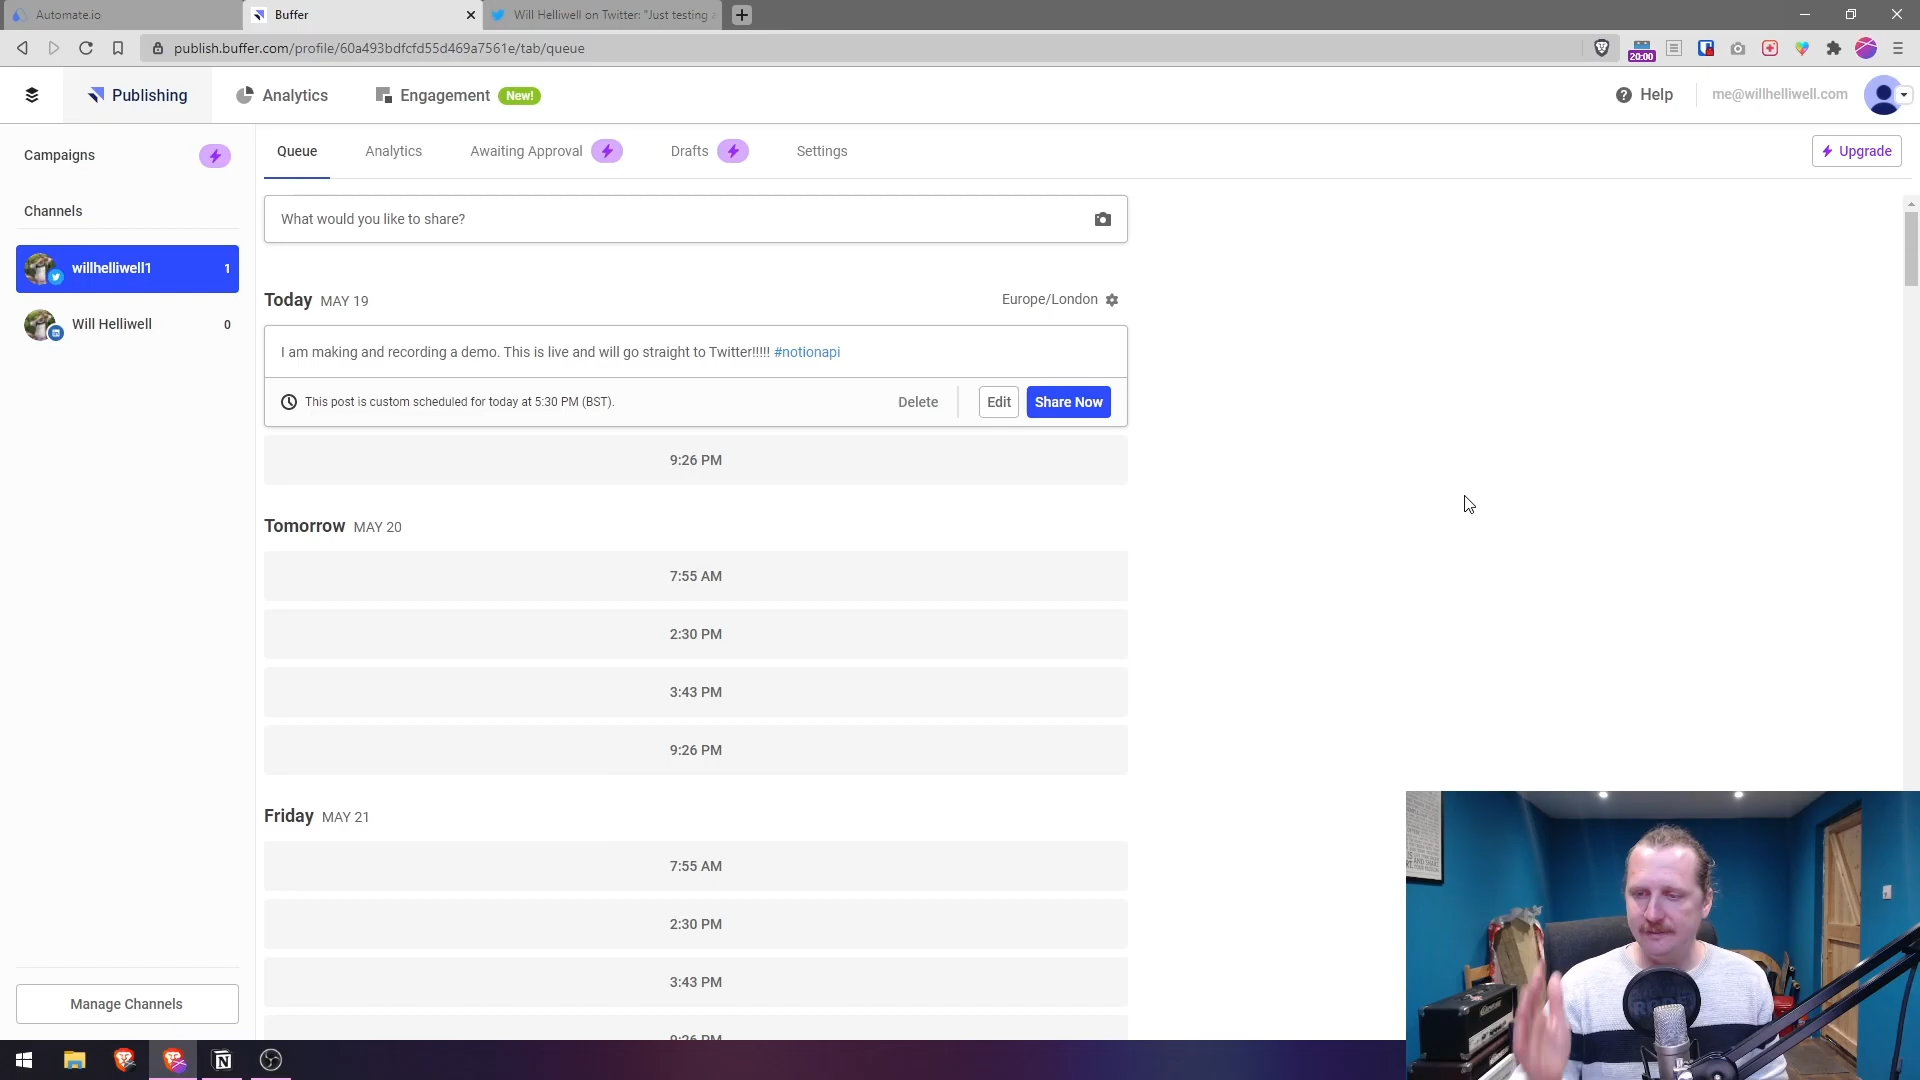 Automate.io
Buffer
Will Helliwell on Twitter: "Just testing
publish.buffer.com/profile/60a493bdfcfd55d469a7561e/tab/queue
20:00
Publishing
Analytics
Engagement
New!
Help
me@willhelliwell.com
Campaigns
Queue
Analytics
Awaiting Approval
Drafts
Settings
Upgrade
Channels
What would you like to share?
willhelliwell1
1
Will Helliwell
0
Today MAY 19
Europe/London
I am making and recording a demo. This is live and will go straight to Twitter!!!!! #notionapi
This post is custom scheduled for today at 5:30 PM (BST).
Delete
Edit
Share Now
9:26 PM
Tomorrow MAY 20
7:55 AM
2:30 PM
3:43 PM
9:26 PM
Friday MAY 21
7:55 AM
2:30 PM
3:43 PM
9:26 PM
Manage Channels